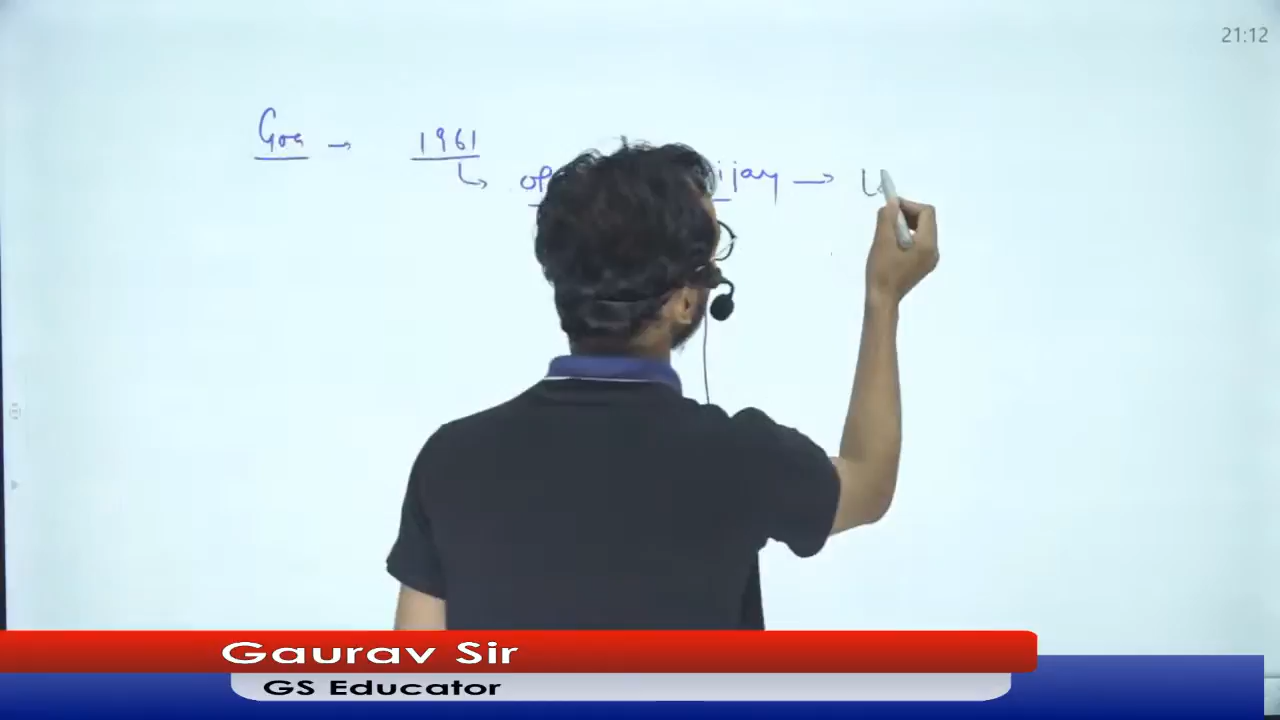 21:12
Goa → 1961
↳ op ijay →
Gaurav Sir
GS Educator